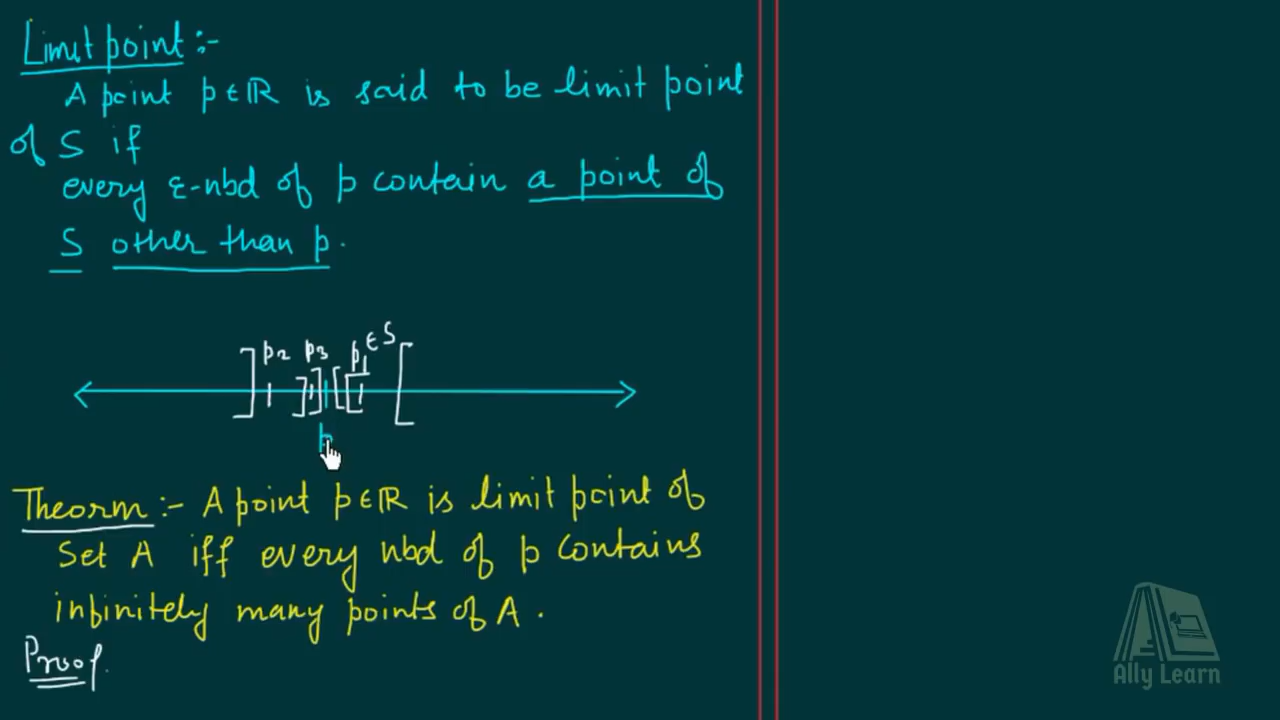 Limit point :-
A point p ∈ ℝ is said to be limit point
of S if
every ε-nbd of p contain a point of
S other than p.
] p₂ ] p₃ ] [ [ p₁ ∈ S [
p
Theorm :- A point p ∈ ℝ is limit point of
Set A iff every nbd of p contains
infinitely many points of A.
Proof
Ally Learn